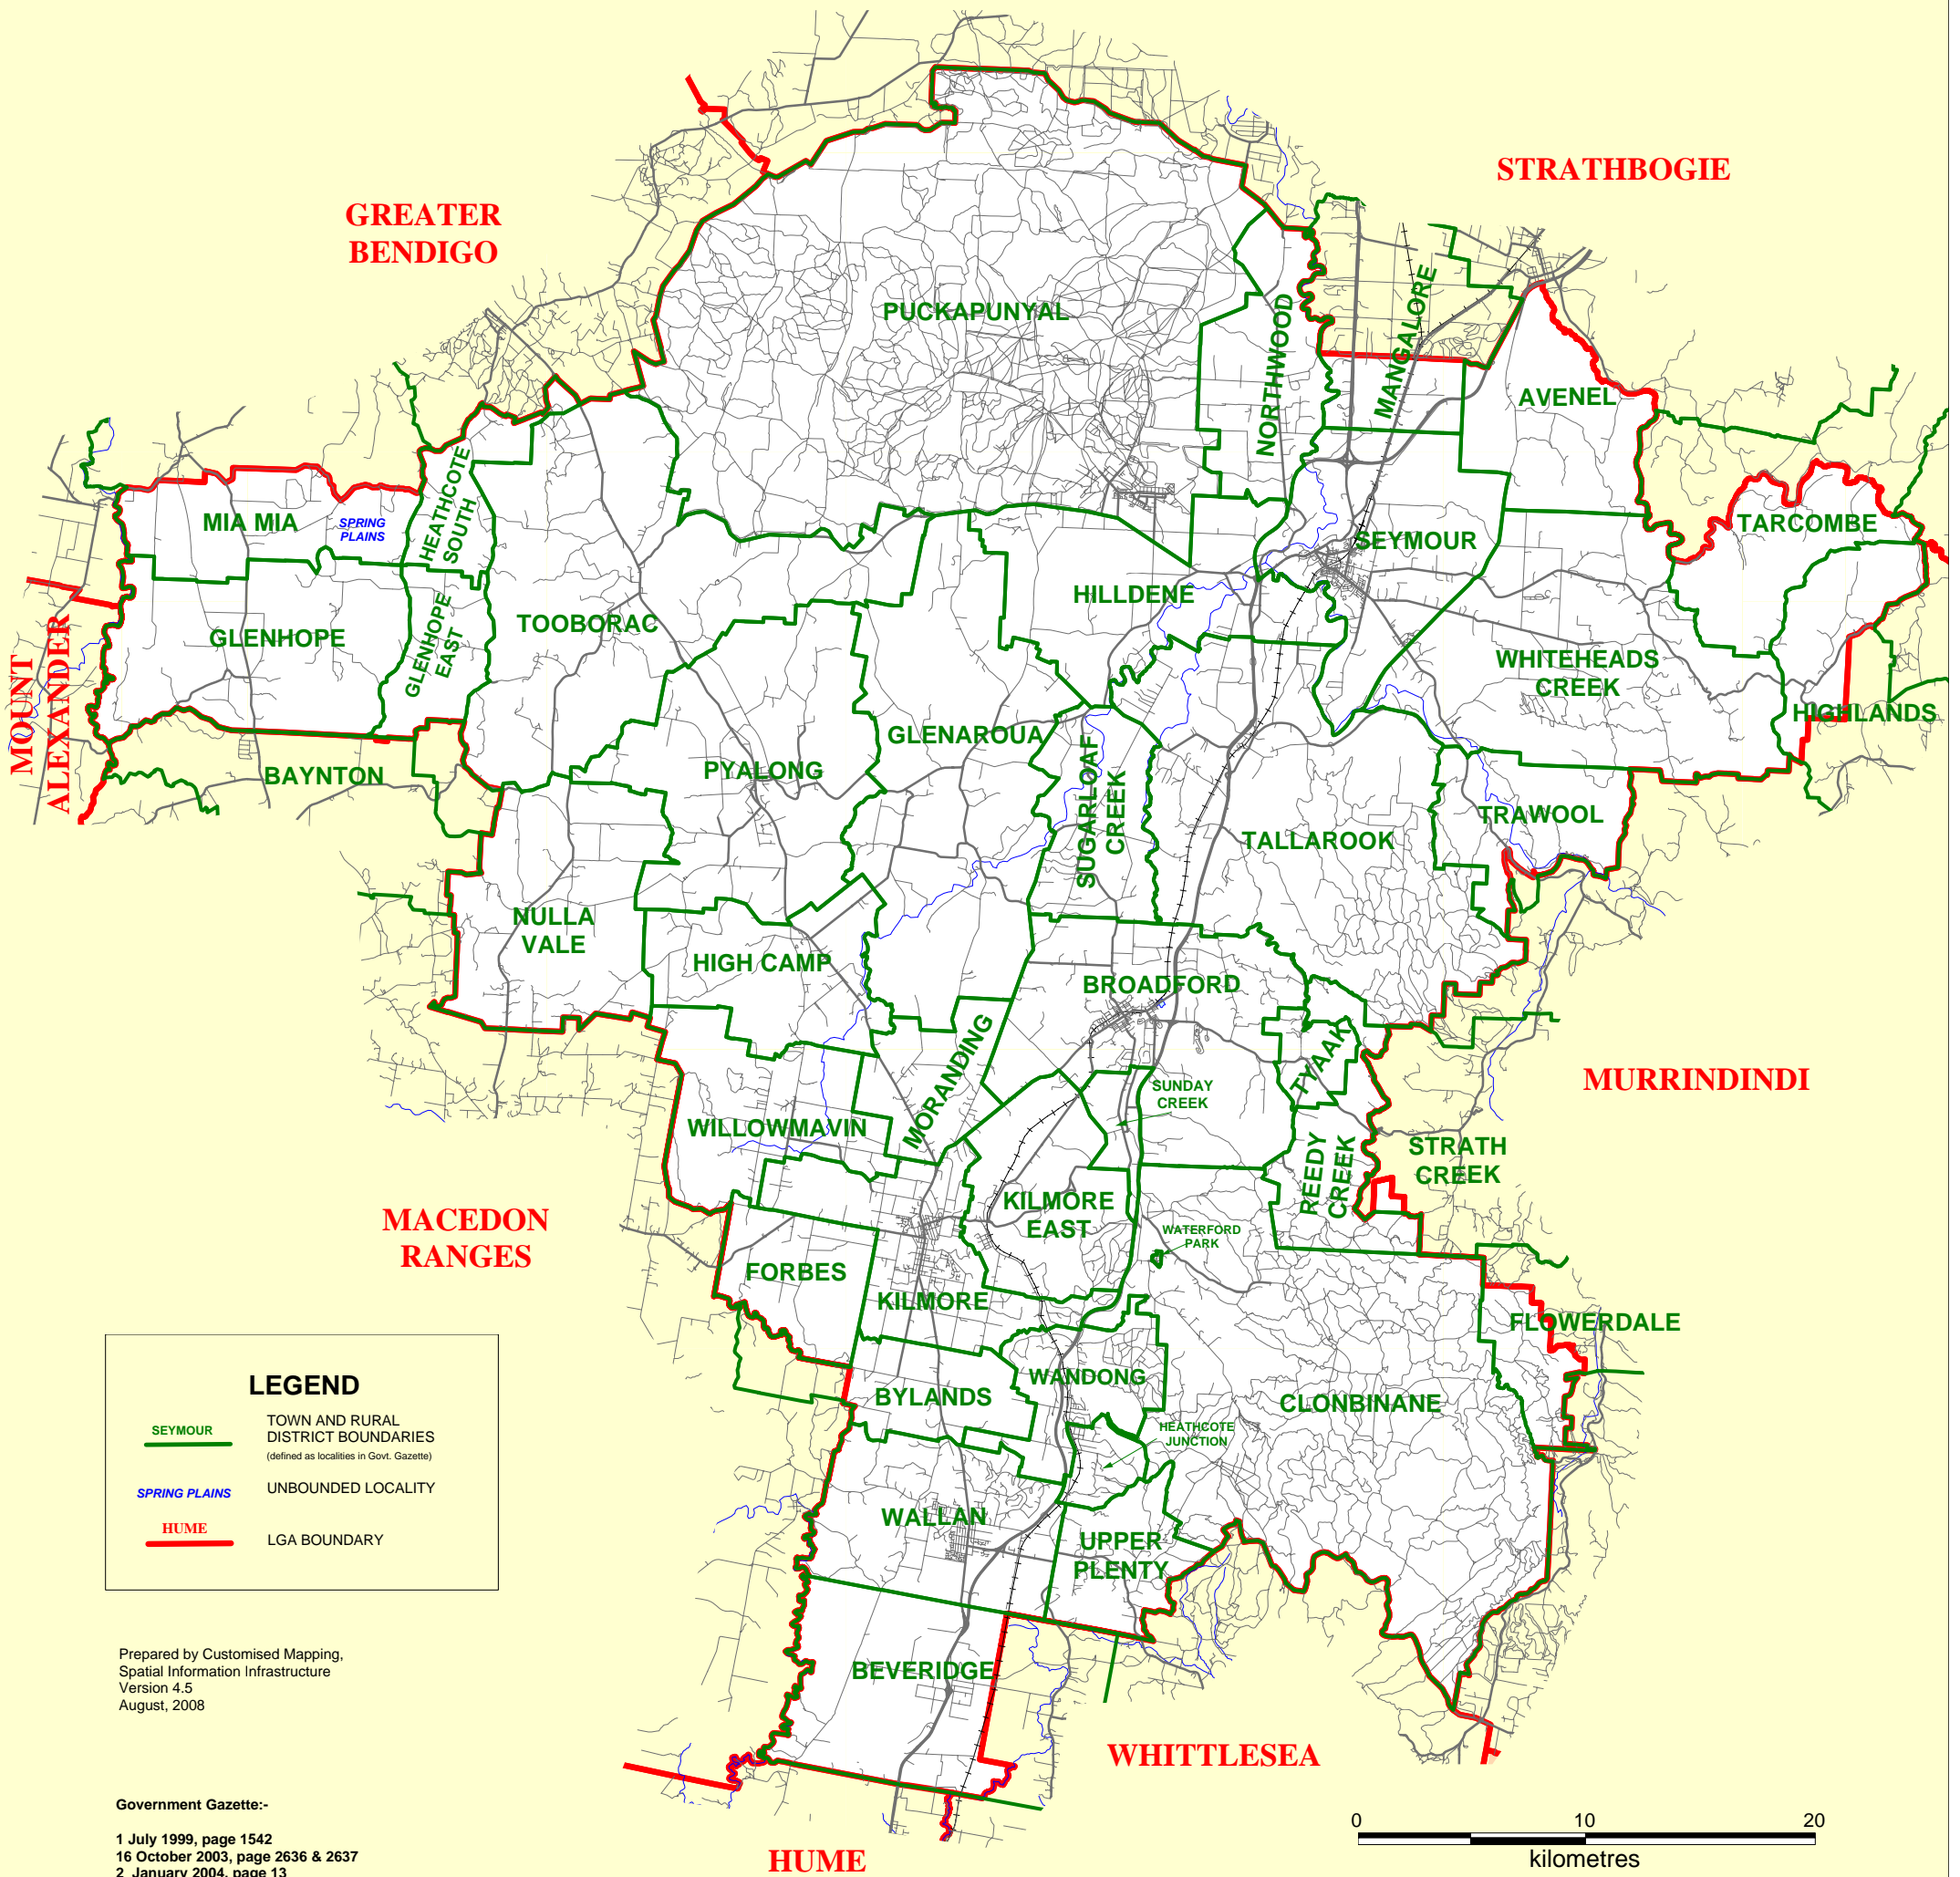 STRATHBOGIE
GREATER
BENDIGO
PUCKAPUNYAL
NORTHWOOD
MANGALORE
AVENEL
MIA MIA
SPRING
PLAINS
HEATHCOTE
SOUTH
SEYMOUR
TARCOMBE
HILLDENE
TOOBORAC
GLENHOPE
GLENHOPE
EAST
MOUNT
ALEXANDER
WHITEHEADS
CREEK
HIGHLANDS
GLENAROUA
BAYNTON
PYALONG
SUGARLOAF
CREEK
TALLAROOK
TRAWOOL
NULLA
VALE
HIGH CAMP
BROADFORD
MORANDING
TYAAK
SUNDAY
CREEK
MURRINDINDI
WILLOWMAVIN
REEDY
CREEK
STRATH
CREEK
KILMORE
EAST
WATERFORD
PARK
MACEDON
RANGES
FORBES
KILMORE
FLOWERDALE
WANDONG
BYLANDS
CLONBINANE
HEATHCOTE
JUNCTION
WALLAN
UPPER
PLENTY
BEVERIDGE
WHITTLESEA
HUME
LEGEND
SEYMOUR
TOWN AND RURAL
DISTRICT BOUNDARIES
(defined as localities in Govt. Gazette)
SPRING PLAINS
UNBOUNDED LOCALITY
HUME
LGA BOUNDARY
Prepared by Customised Mapping,
Spatial Information Infrastructure
Version 4.5
August, 2008
Government Gazette:-
1 July 1999, page 1542
16 October 2003, page 2636 & 2637
2 January 2004, page 13
0 10 20
kilometres